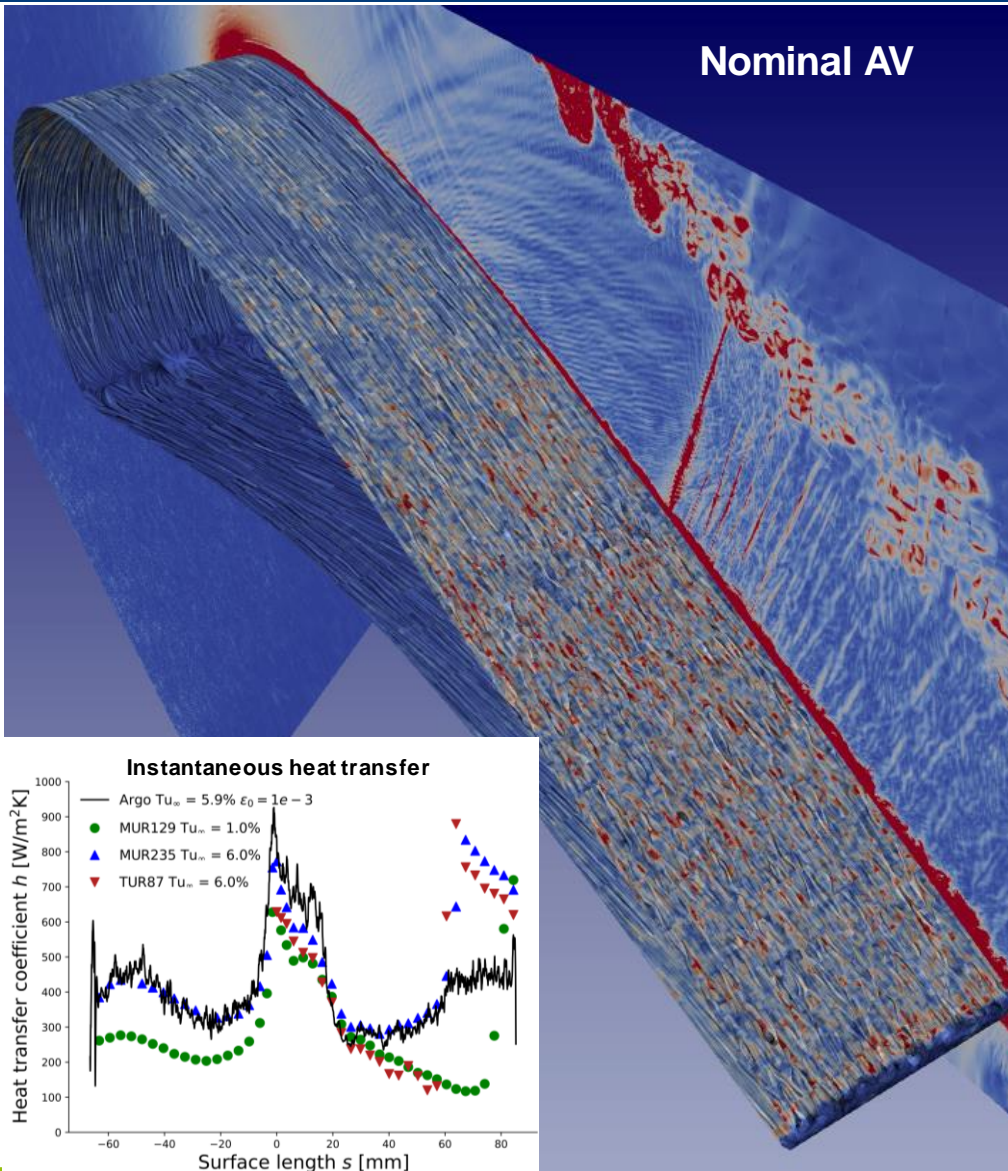 Nominal AV
Instantaneous heat transfer
Argo Tu∞ = 5.9% ε₀ = 1e − 3
MUR129 Tu∞ = 1.0%
MUR235 Tu∞ = 6.0%
TUR87 Tu∞ = 6.0%
Heat transfer coefficient h [W/m²K]
1000
900
800
700
600
500
400
300
200
100
0
−60 −40 −20 0 20 40 60 80
Surface length s [mm]